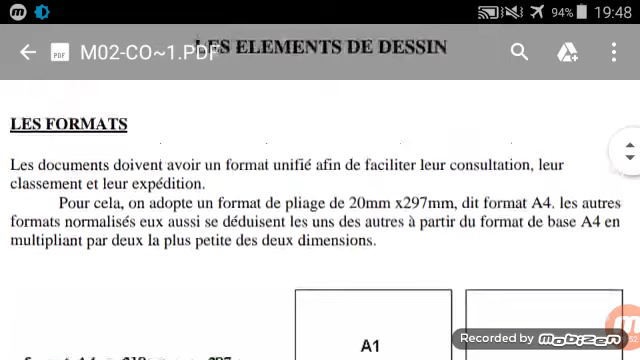 94% 19:48
LES ELEMENTS DE DESSIN
M02-CO~1.PDF
LES FORMATS
Les documents doivent avoir un format unifié afin de faciliter leur consultation, leur
classement et leur expédition.
Pour cela, on adopte un format de pliage de 20mm x297mm, dit format A4. les autres
formats normalisés eux aussi se déduisent les uns des autres à partir du format de base A4 en
multipliant par deux la plus petite des deux dimensions.
A1
Recorded by mobizen